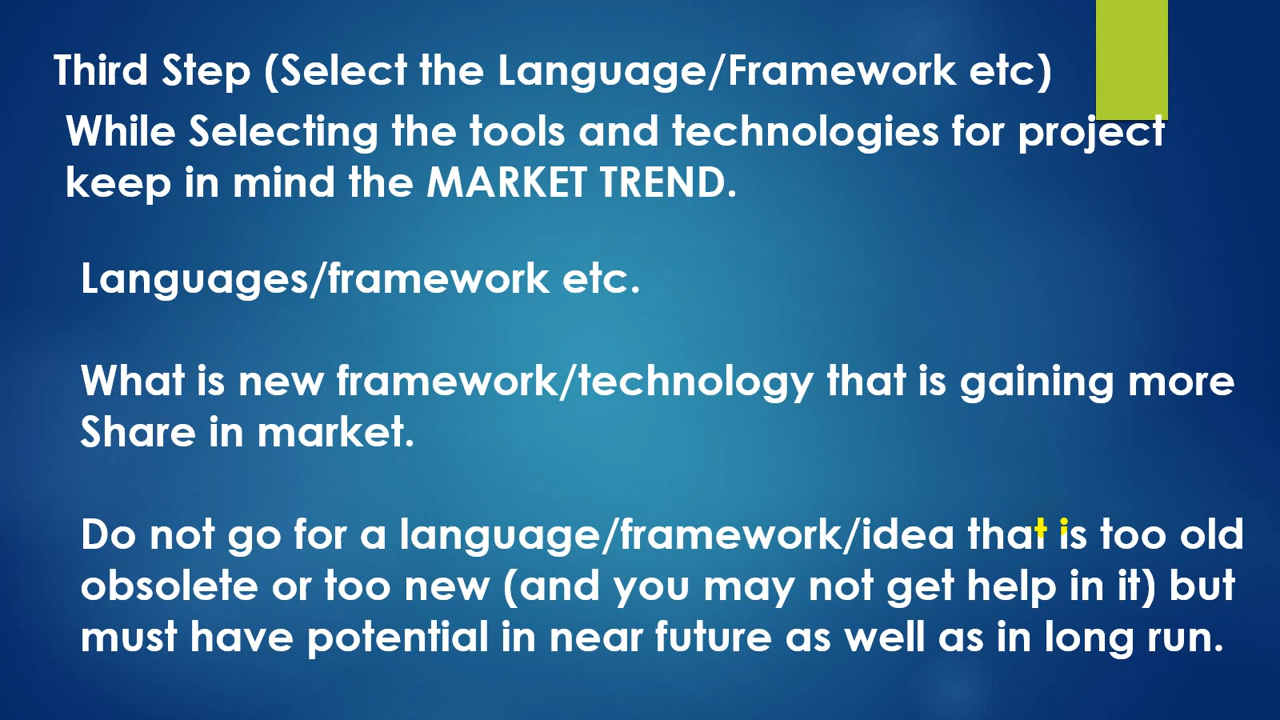 Third Step (Select the Language/Framework etc)
While Selecting the tools and technologies for project
keep in mind the MARKET TREND.
Languages/framework etc.
What is new framework/technology that is gaining more
Share in market.
Do not go for a language/framework/idea that is too old
obsolete or too new (and you may not get help in it) but
must have potential in near future as well as in long run.